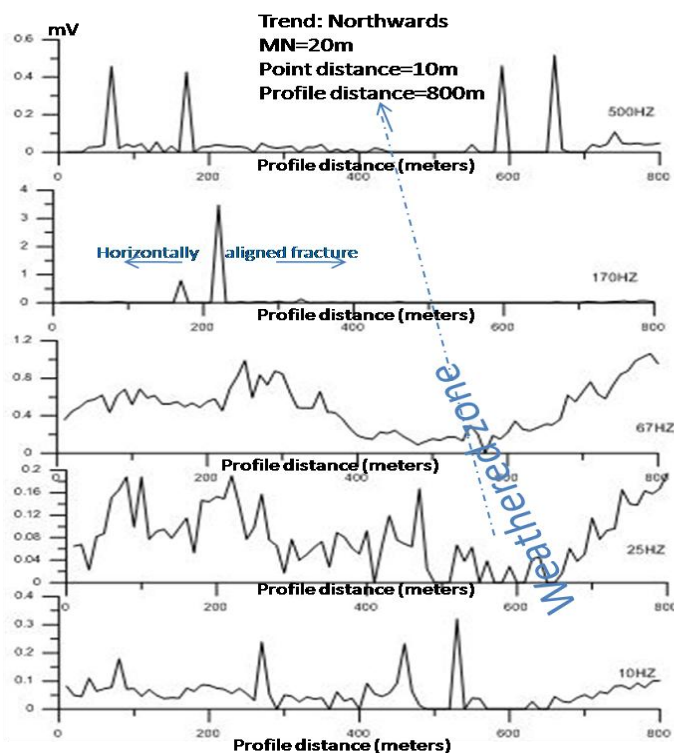 mV
Trend: Northwards
MN=20m
Point distance=10m
Profile distance=800m
0.6
0.4
0.2
0
500HZ
Profile distance (meters)
0 200 400 600 800
4
3
2
1
0
Horizontally aligned fracture
170HZ
Profile distance (meters)
0 200 400 600 800
1.2
0.8
0.4
0
67HZ
Weathered zone
Profile distance (meters)
0 200 400 600 800
0.2
0.16
0.12
0.08
0.04
0
25HZ
Profile distance (meters)
0 200 400 600 800
0.4
0.3
0.2
0.1
0
10HZ
0 200 400 600 800
Profile distance (meters)